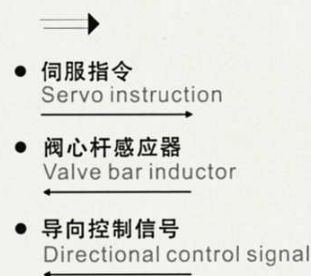 伺服指令
Servo instruction
阀心杆感应器
Valve bar inductor
导向控制信号
Directional control signal